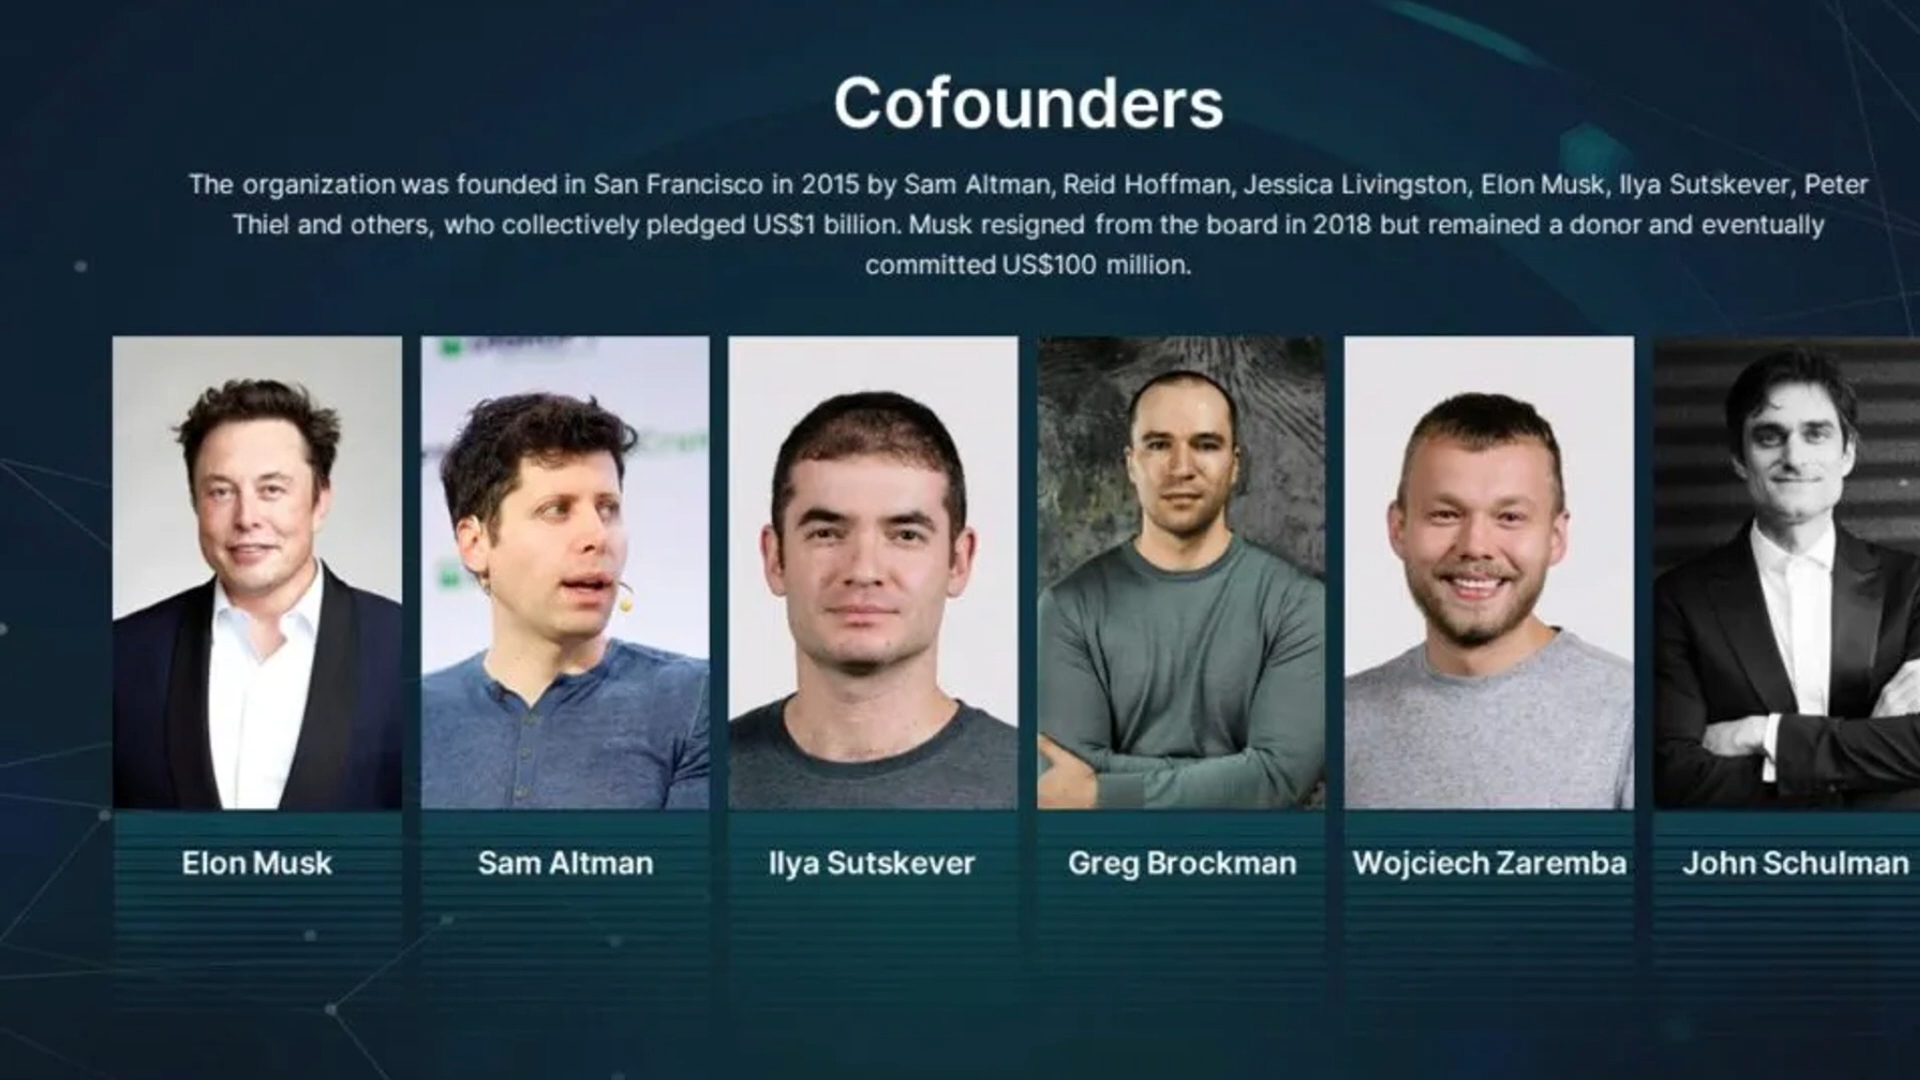 Cofounders
The organization was founded in San Francisco in 2015 by Sam Altman, Reid Hoffman, Jessica Livingston, Elon Musk, Ilya Sutskever, Peter
Thiel and others, who collectively pledged US$1 billion. Musk resigned from the board in 2018 but remained a donor and eventually
committed US$100 million.
Elon Musk
Sam Altman
Ilya Sutskever
Greg Brockman
Wojciech Zaremba
John Schulman